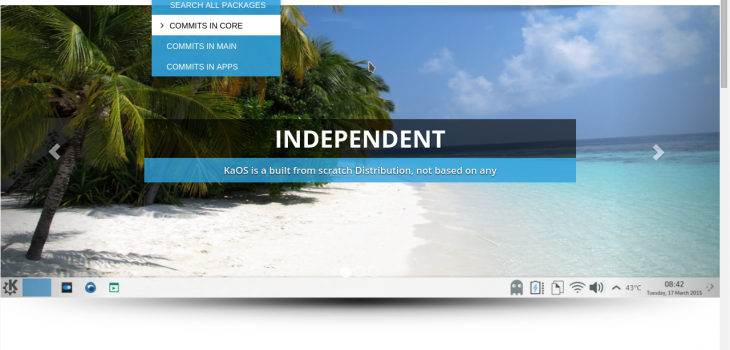 SEARCH ALL PACKAGES
COMMITS IN CORE
COMMITS IN MAIN
COMMITS IN APPS
INDEPENDENT
KaOS is a built from scratch Distribution, not based on any
43°C
08:42
Tuesday, 17 March 2015